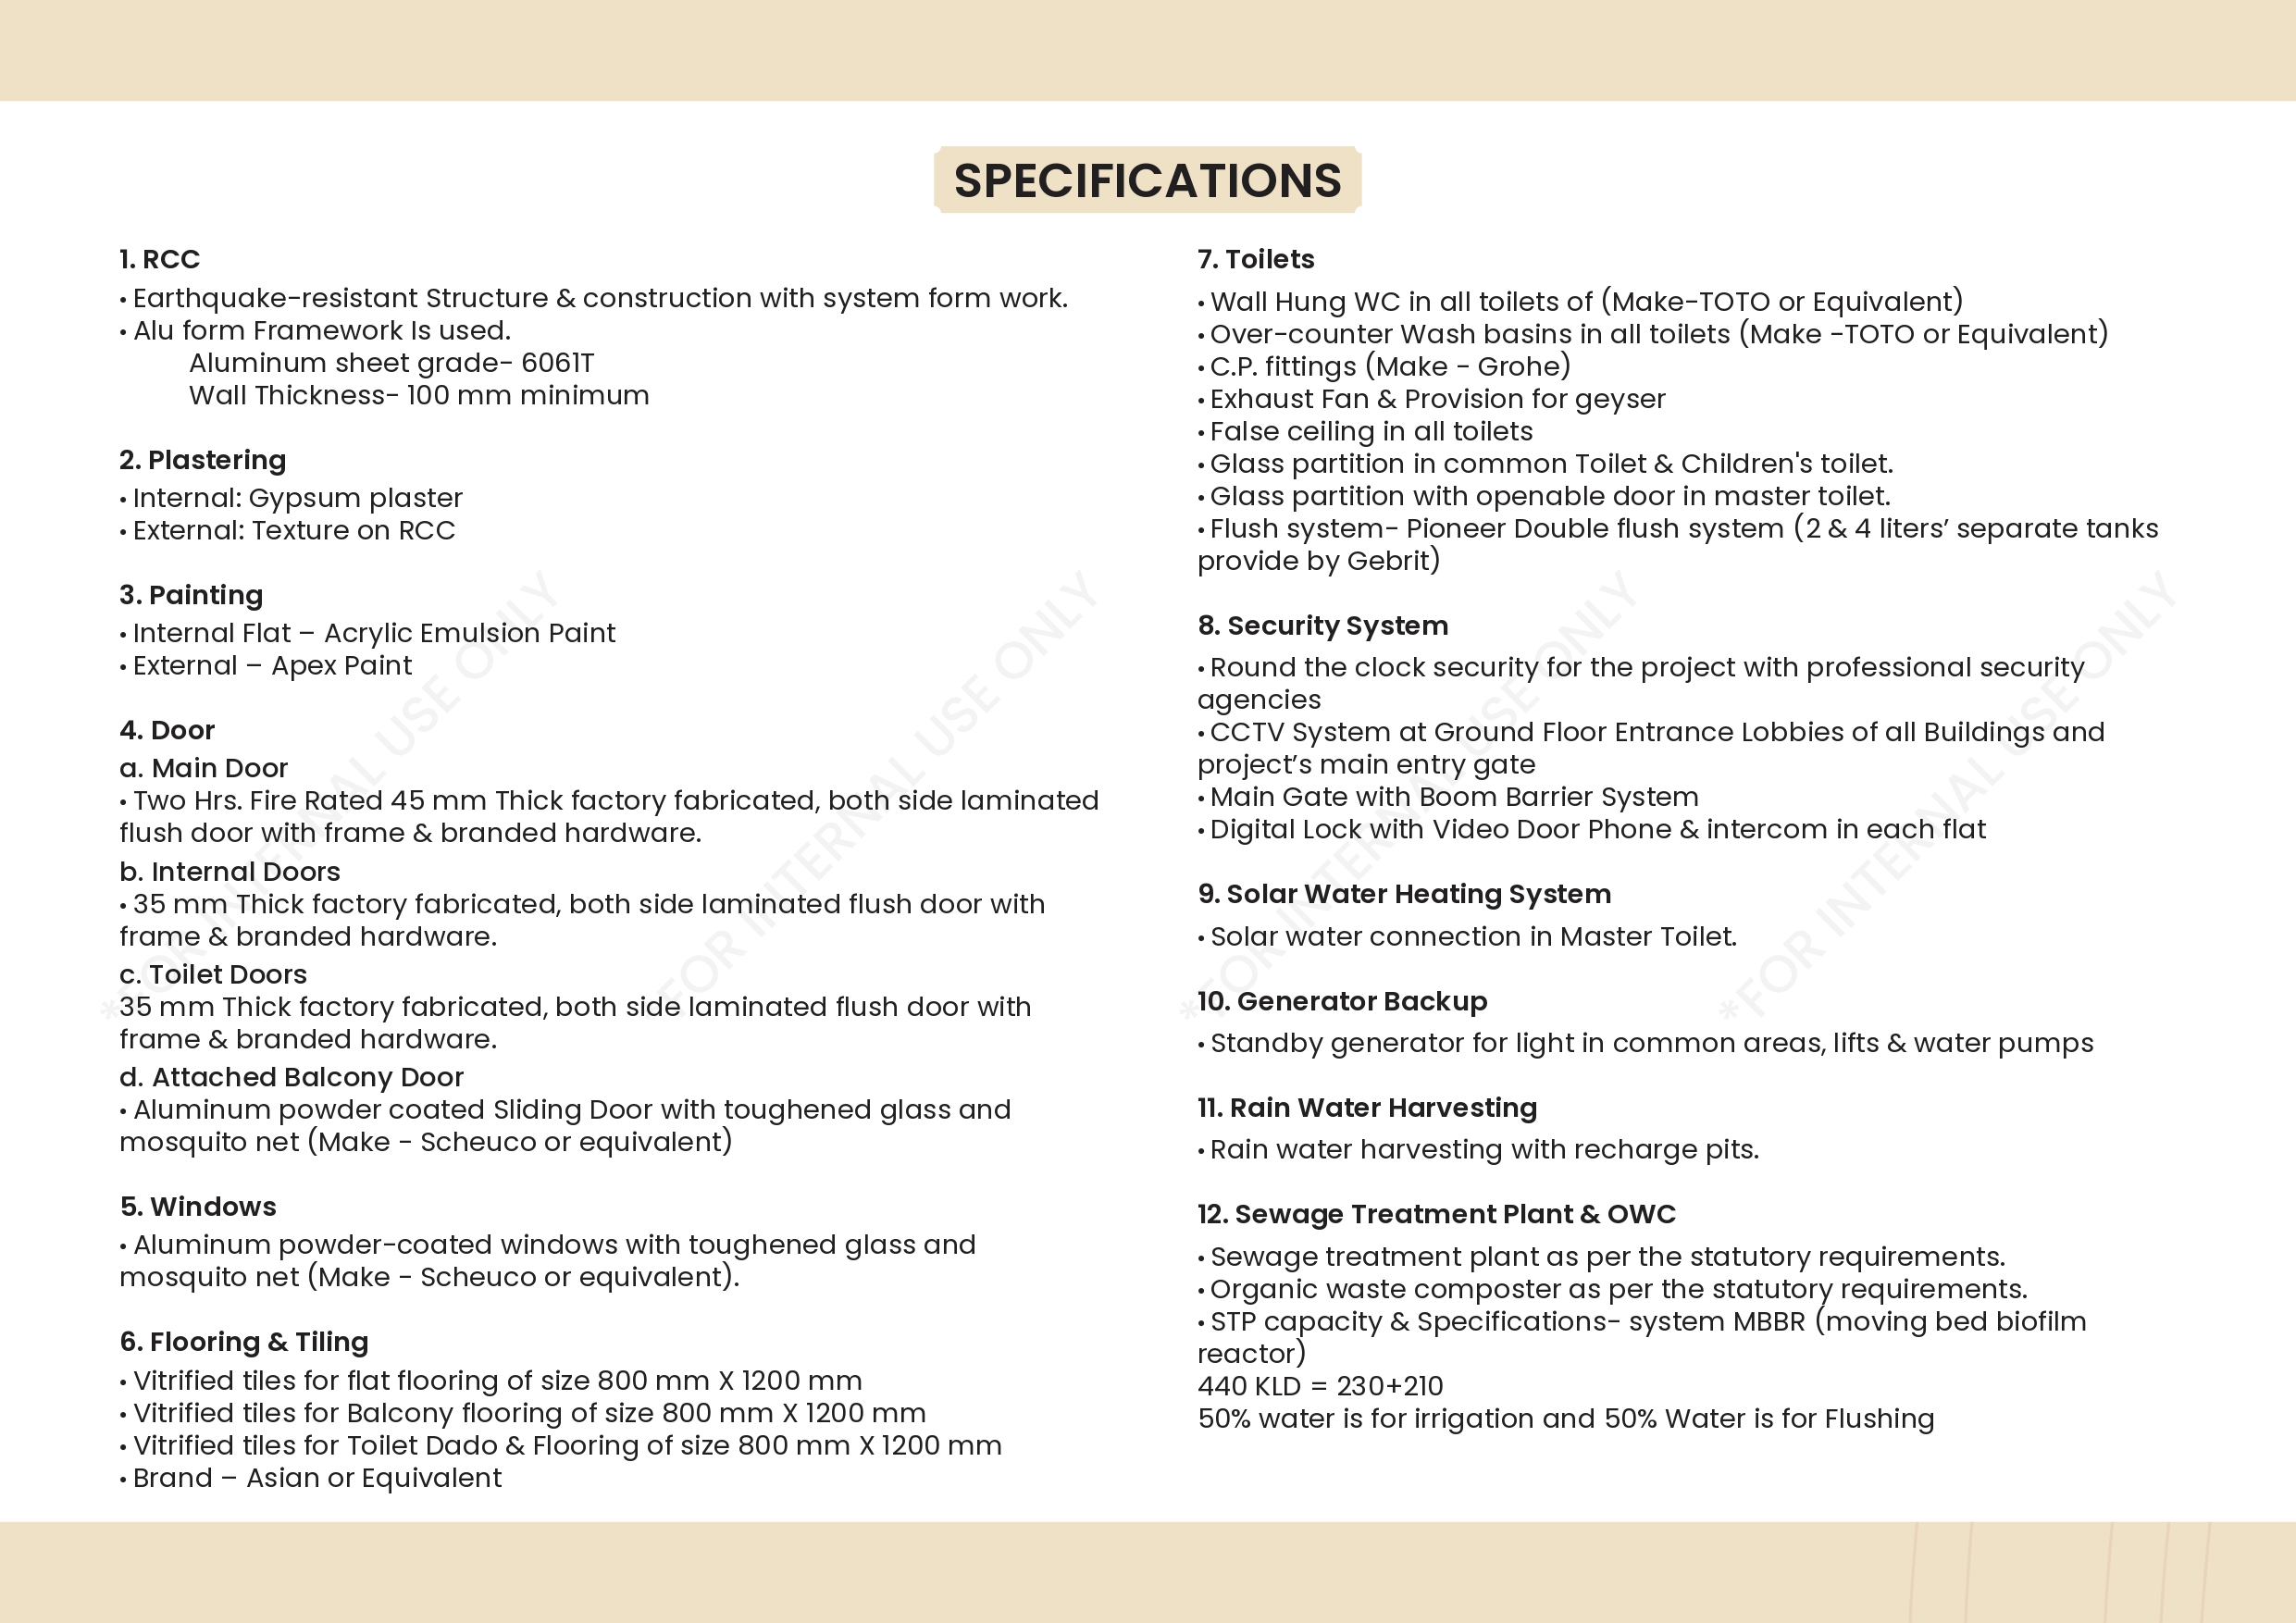 SPECIFICATIONS
1. RCC
• Earthquake-resistant Structure & construction with system form work.
• Alu form Framework Is used.
Aluminum sheet grade- 6061T
Wall Thickness- 100 mm minimum
2. Plastering
• Internal: Gypsum plaster
• External: Texture on RCC
3. Painting
• Internal Flat – Acrylic Emulsion Paint
• External – Apex Paint
4. Door
a. Main Door
• Two Hrs. Fire Rated 45 mm Thick factory fabricated, both side laminated
flush door with frame & branded hardware.
b. Internal Doors
• 35 mm Thick factory fabricated, both side laminated flush door with
frame & branded hardware.
c. Toilet Doors
35 mm Thick factory fabricated, both side laminated flush door with
frame & branded hardware.
d. Attached Balcony Door
• Aluminum powder coated Sliding Door with toughened glass and
mosquito net (Make - Scheuco or equivalent)
5. Windows
• Aluminum powder-coated windows with toughened glass and
mosquito net (Make - Scheuco or equivalent).
6. Flooring & Tiling
• Vitrified tiles for flat flooring of size 800 mm X 1200 mm
• Vitrified tiles for Balcony flooring of size 800 mm X 1200 mm
• Vitrified tiles for Toilet Dado & Flooring of size 800 mm X 1200 mm
• Brand – Asian or Equivalent
7. Toilets
• Wall Hung WC in all toilets of (Make-TOTO or Equivalent)
• Over-counter Wash basins in all toilets (Make -TOTO or Equivalent)
• C.P. fittings (Make - Grohe)
• Exhaust Fan & Provision for geyser
• False ceiling in all toilets
• Glass partition in common Toilet & Children's toilet.
• Glass partition with openable door in master toilet.
• Flush system- Pioneer Double flush system (2 & 4 liters’ separate tanks
provide by Gebrit)
8. Security System
• Round the clock security for the project with professional security
agencies
• CCTV System at Ground Floor Entrance Lobbies of all Buildings and
project’s main entry gate
• Main Gate with Boom Barrier System
• Digital Lock with Video Door Phone & intercom in each flat
9. Solar Water Heating System
• Solar water connection in Master Toilet.
10. Generator Backup
• Standby generator for light in common areas, lifts & water pumps
11. Rain Water Harvesting
• Rain water harvesting with recharge pits.
12. Sewage Treatment Plant & OWC
• Sewage treatment plant as per the statutory requirements.
• Organic waste composter as per the statutory requirements.
• STP capacity & Specifications- system MBBR (moving bed biofilm
reactor)
440 KLD = 230+210
50% water is for irrigation and 50% Water is for Flushing
*FOR INTERNAL USE ONLY
FOR INTERNAL USE ONLY
*FOR INTERNAL USE ONLY
*FOR INTERNAL USE ONLY